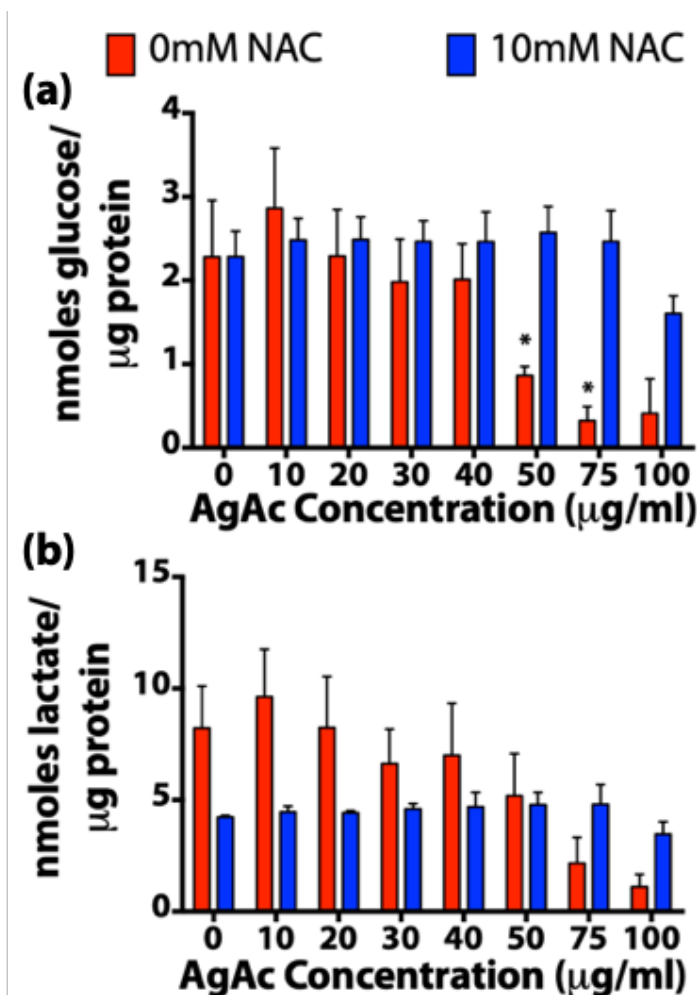 0mM NAC 10mM NAC
(a)
nmoles glucose/
μg protein
4
3
2
1
0
* *
0 10 20 30 40 50 75 100
AgAc Concentration (μg/ml)
(b)
nmoles lactate/
μg protein
15
10
5
0
0 10 20 30 40 50 75 100
AgAc Concentration (μg/ml)